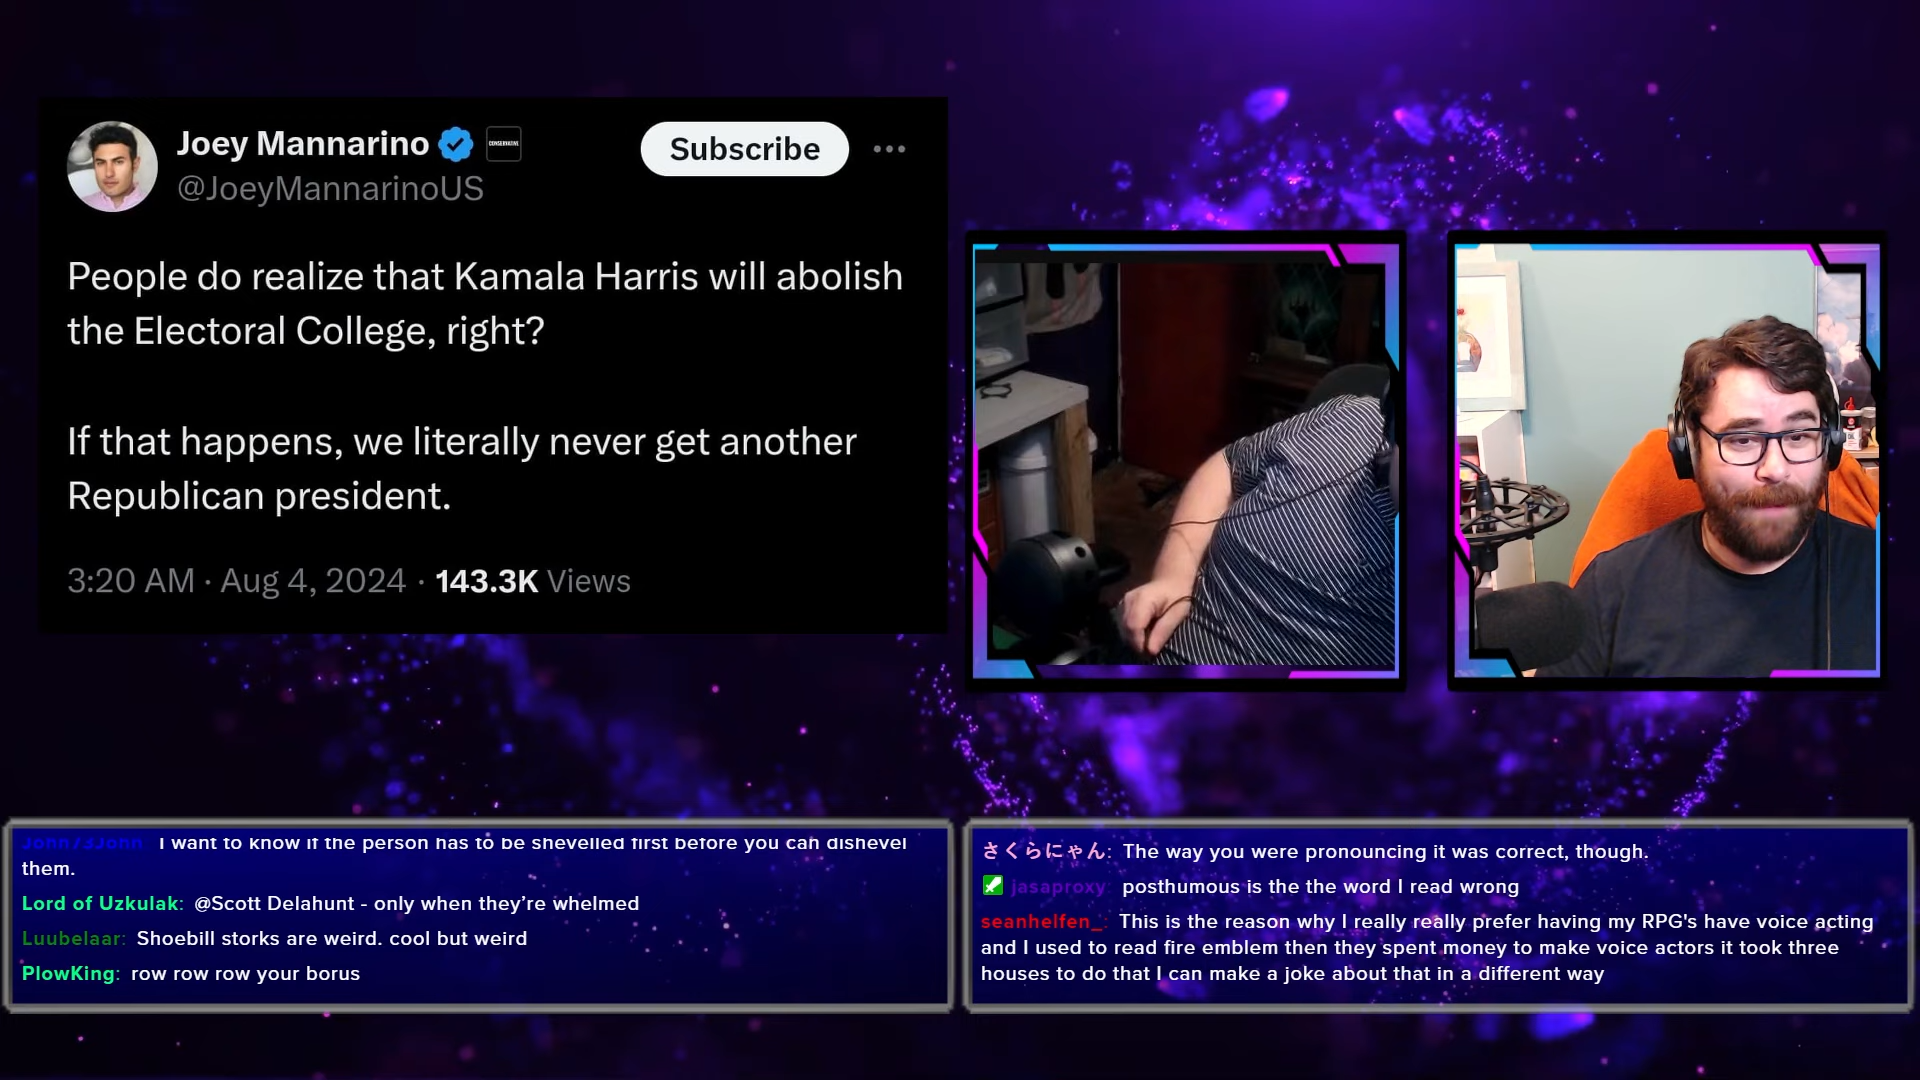 Joey Mannarino
CONSERVATIVE
Subscribe
@JoeyMannarinoUS
People do realize that Kamala Harris will abolish
the Electoral College, right?
If that happens, we literally never get another
Republican president.
3:20 AM · Aug 4, 2024 · 143.3K Views
John73John: I want to know if the person has to be shevelled first before you can dishevel
them.
Lord of Uzkulak: @Scott Delahunt - only when they’re whelmed
Luubelaar: Shoebill storks are weird. cool but weird
PlowKing: row row row your borus
さくらにゃん: The way you were pronouncing it was correct, though.
jasaproxy: posthumous is the the word I read wrong
seanhelfen_: This is the reason why I really really prefer having my RPG's have voice acting
and I used to read fire emblem then they spent money to make voice actors it took three
houses to do that I can make a joke about that in a different way